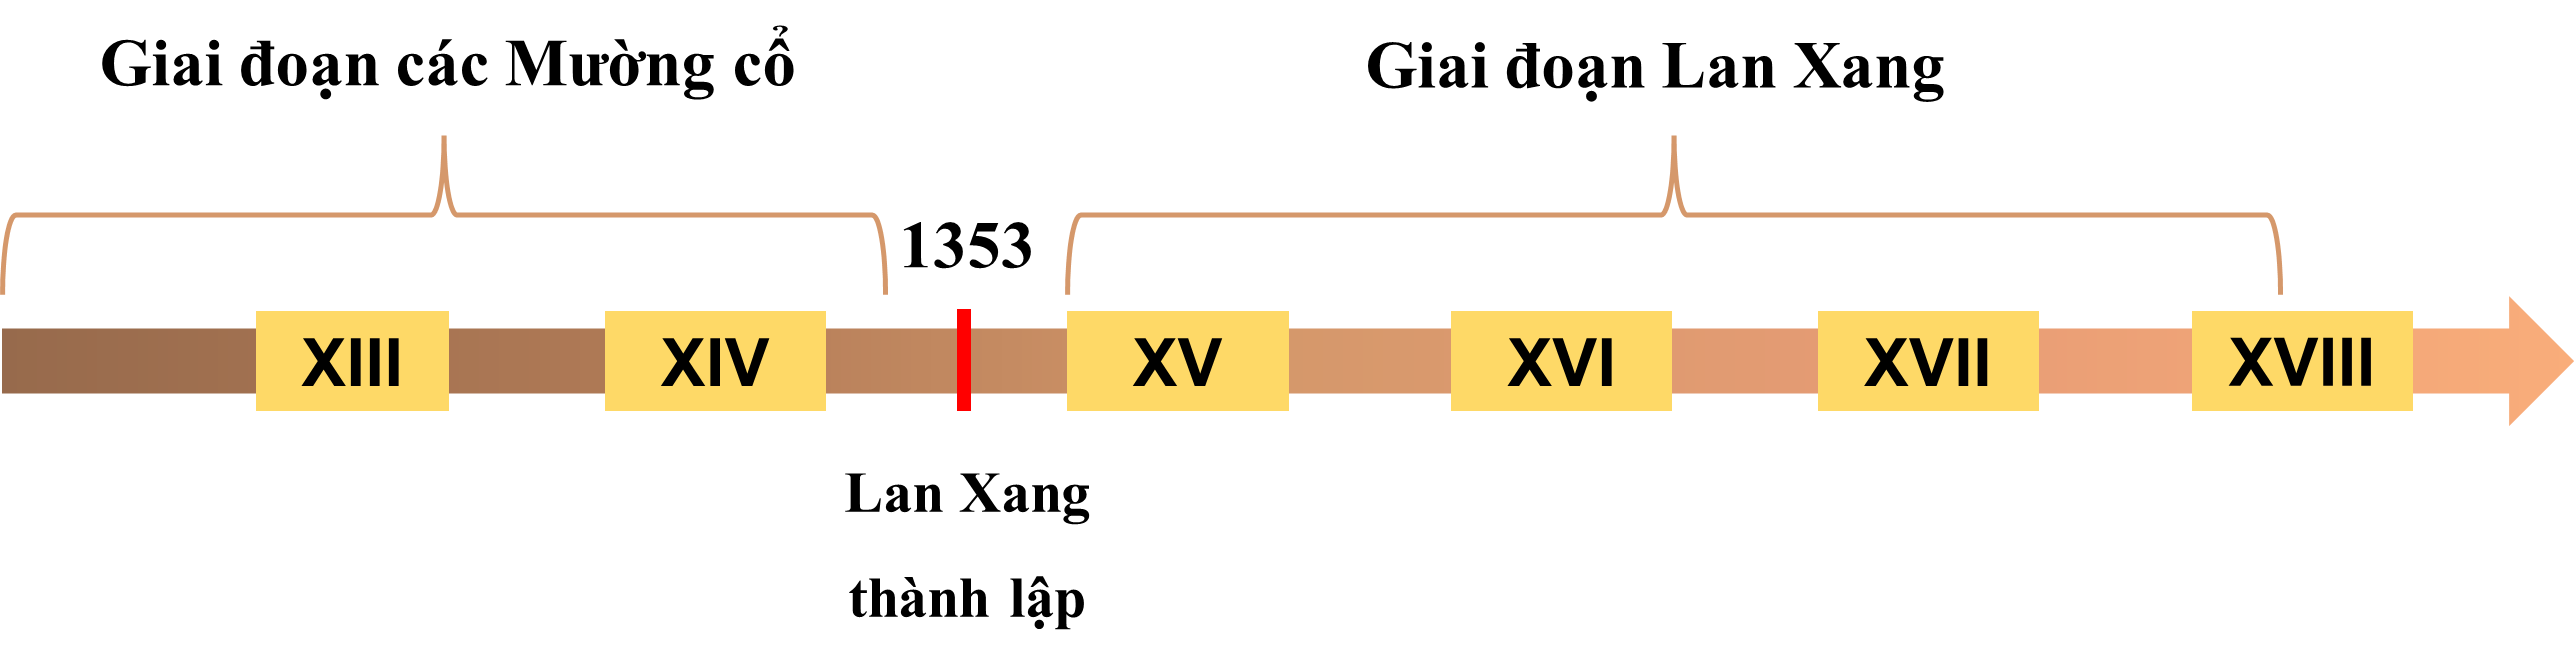 Giai đoạn các Mường cổ
Giai đoạn Lan Xang
1353
XIII
XIV
XV
XVI
XVII
XVIII
Lan Xang
thành lập